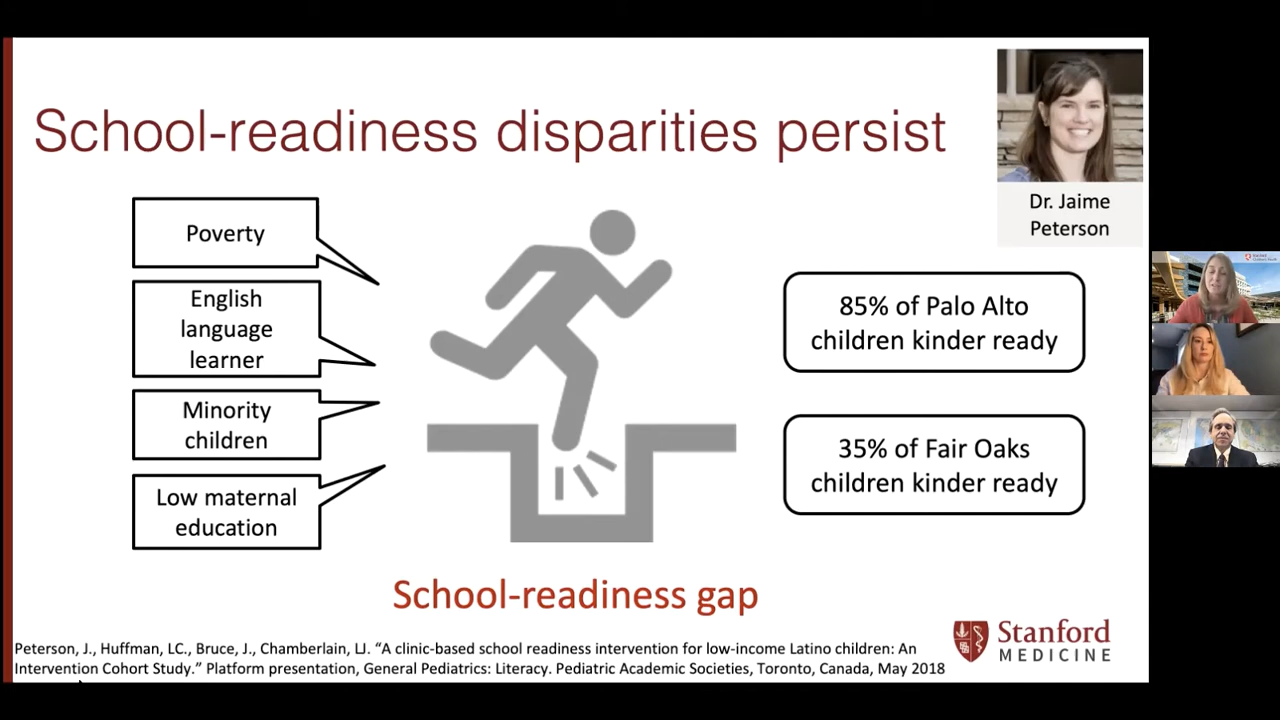 School-readiness disparities persist
Dr. Jaime
Peterson
Poverty
English
language
learner
Minority
children
Low maternal
education
85% of Palo Alto
children kinder ready
35% of Fair Oaks
children kinder ready
School-readiness gap
Peterson, J., Huffman, LC., Bruce, J., Chamberlain, LJ. “A clinic-based school readiness intervention for low-income Latino children: An
Intervention Cohort Study.” Platform presentation, General Pediatrics: Literacy. Pediatric Academic Societies, Toronto, Canada, May 2018
Stanford
MEDICINE